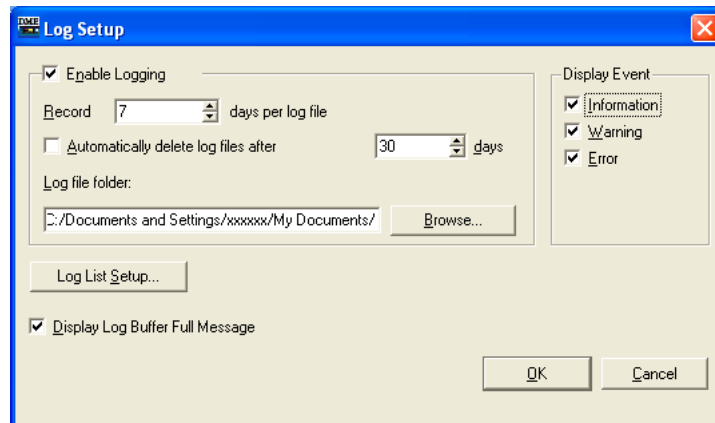 DME
Log Setup
Enable Logging
Record 7 days per log file
Automatically delete log files after 30 days
Log file folder:
C:/Documents and Settings/xxxxxx/My Documents/
Browse...
Display Event
Information
Warning
Error
Log List Setup...
Display Log Buffer Full Message
OK
Cancel